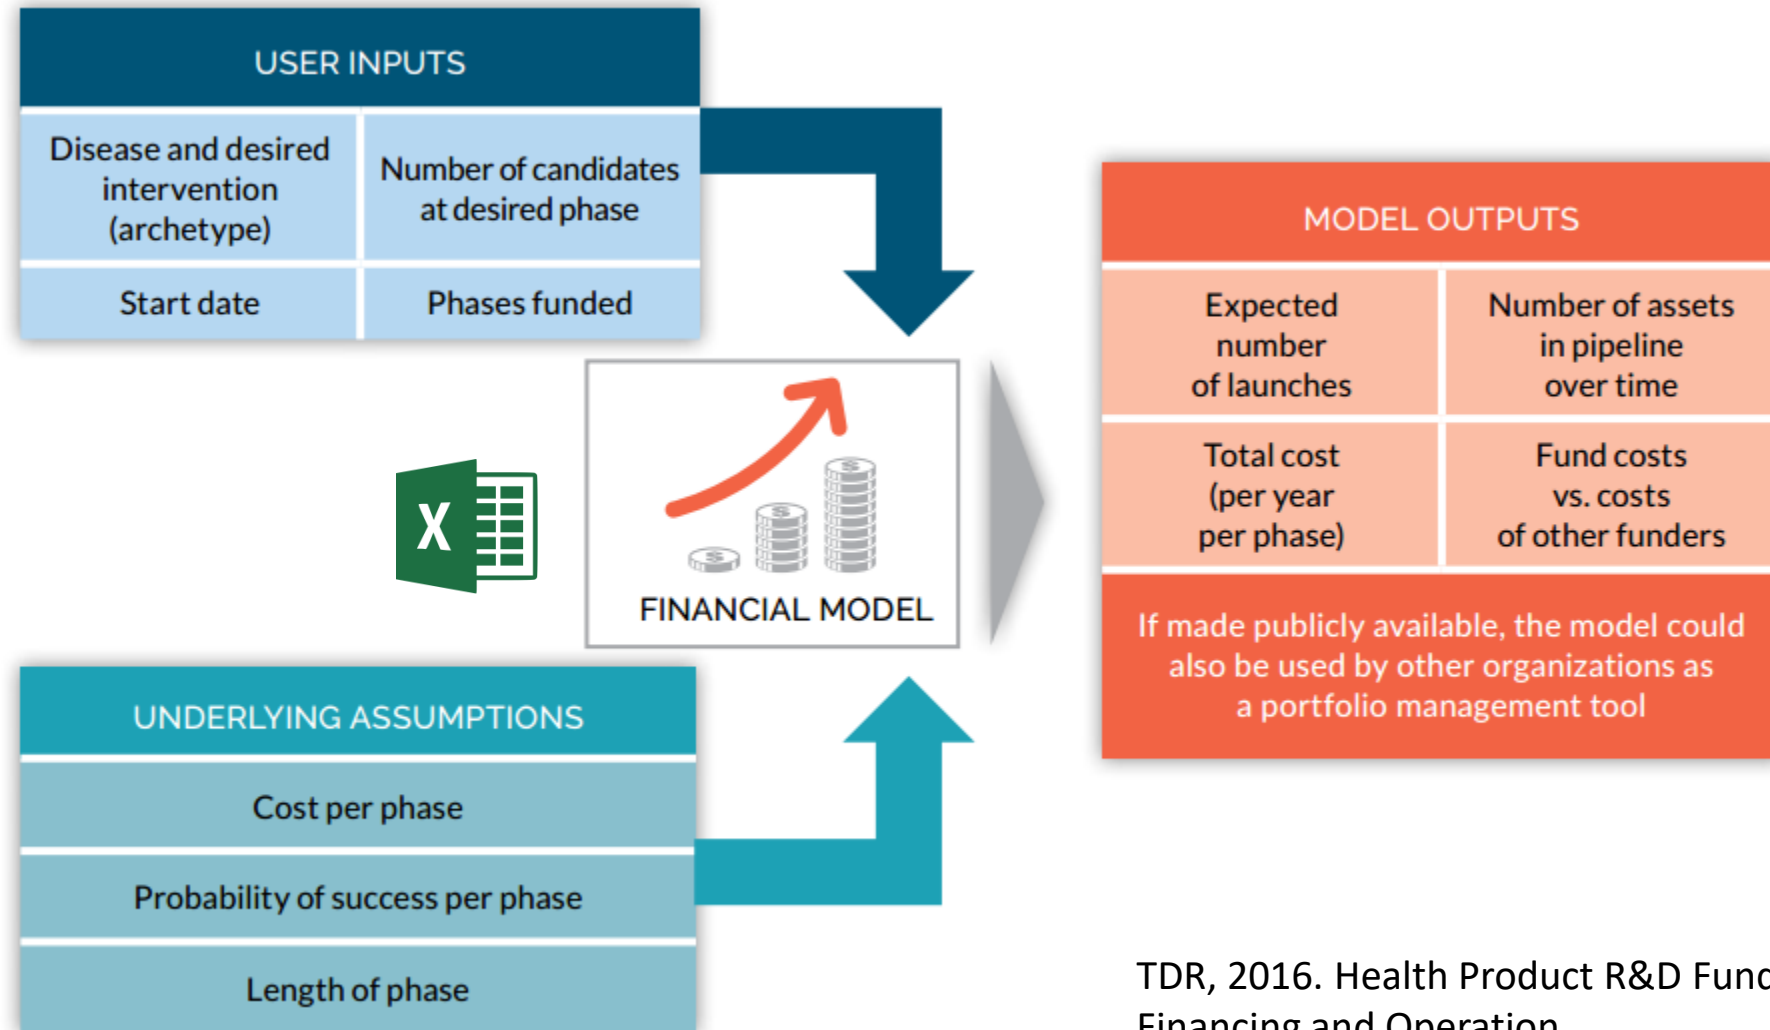 USER INPUTS
Disease and desired
intervention
(archetype)
Number of candidates
at desired phase
Start date
Phases funded
X
FINANCIAL MODEL
UNDERLYING ASSUMPTIONS
Cost per phase
Probability of success per phase
Length of phase
MODEL OUTPUTS
Expected
number
of launches
Number of assets
in pipeline
over time
Total cost
(per year
per phase)
Fund costs
vs. costs
of other funders
If made publicly available, the model could
also be used by other organizations as
a portfolio management tool
TDR, 2016. Health Product R&D Fund
Financing and Operation